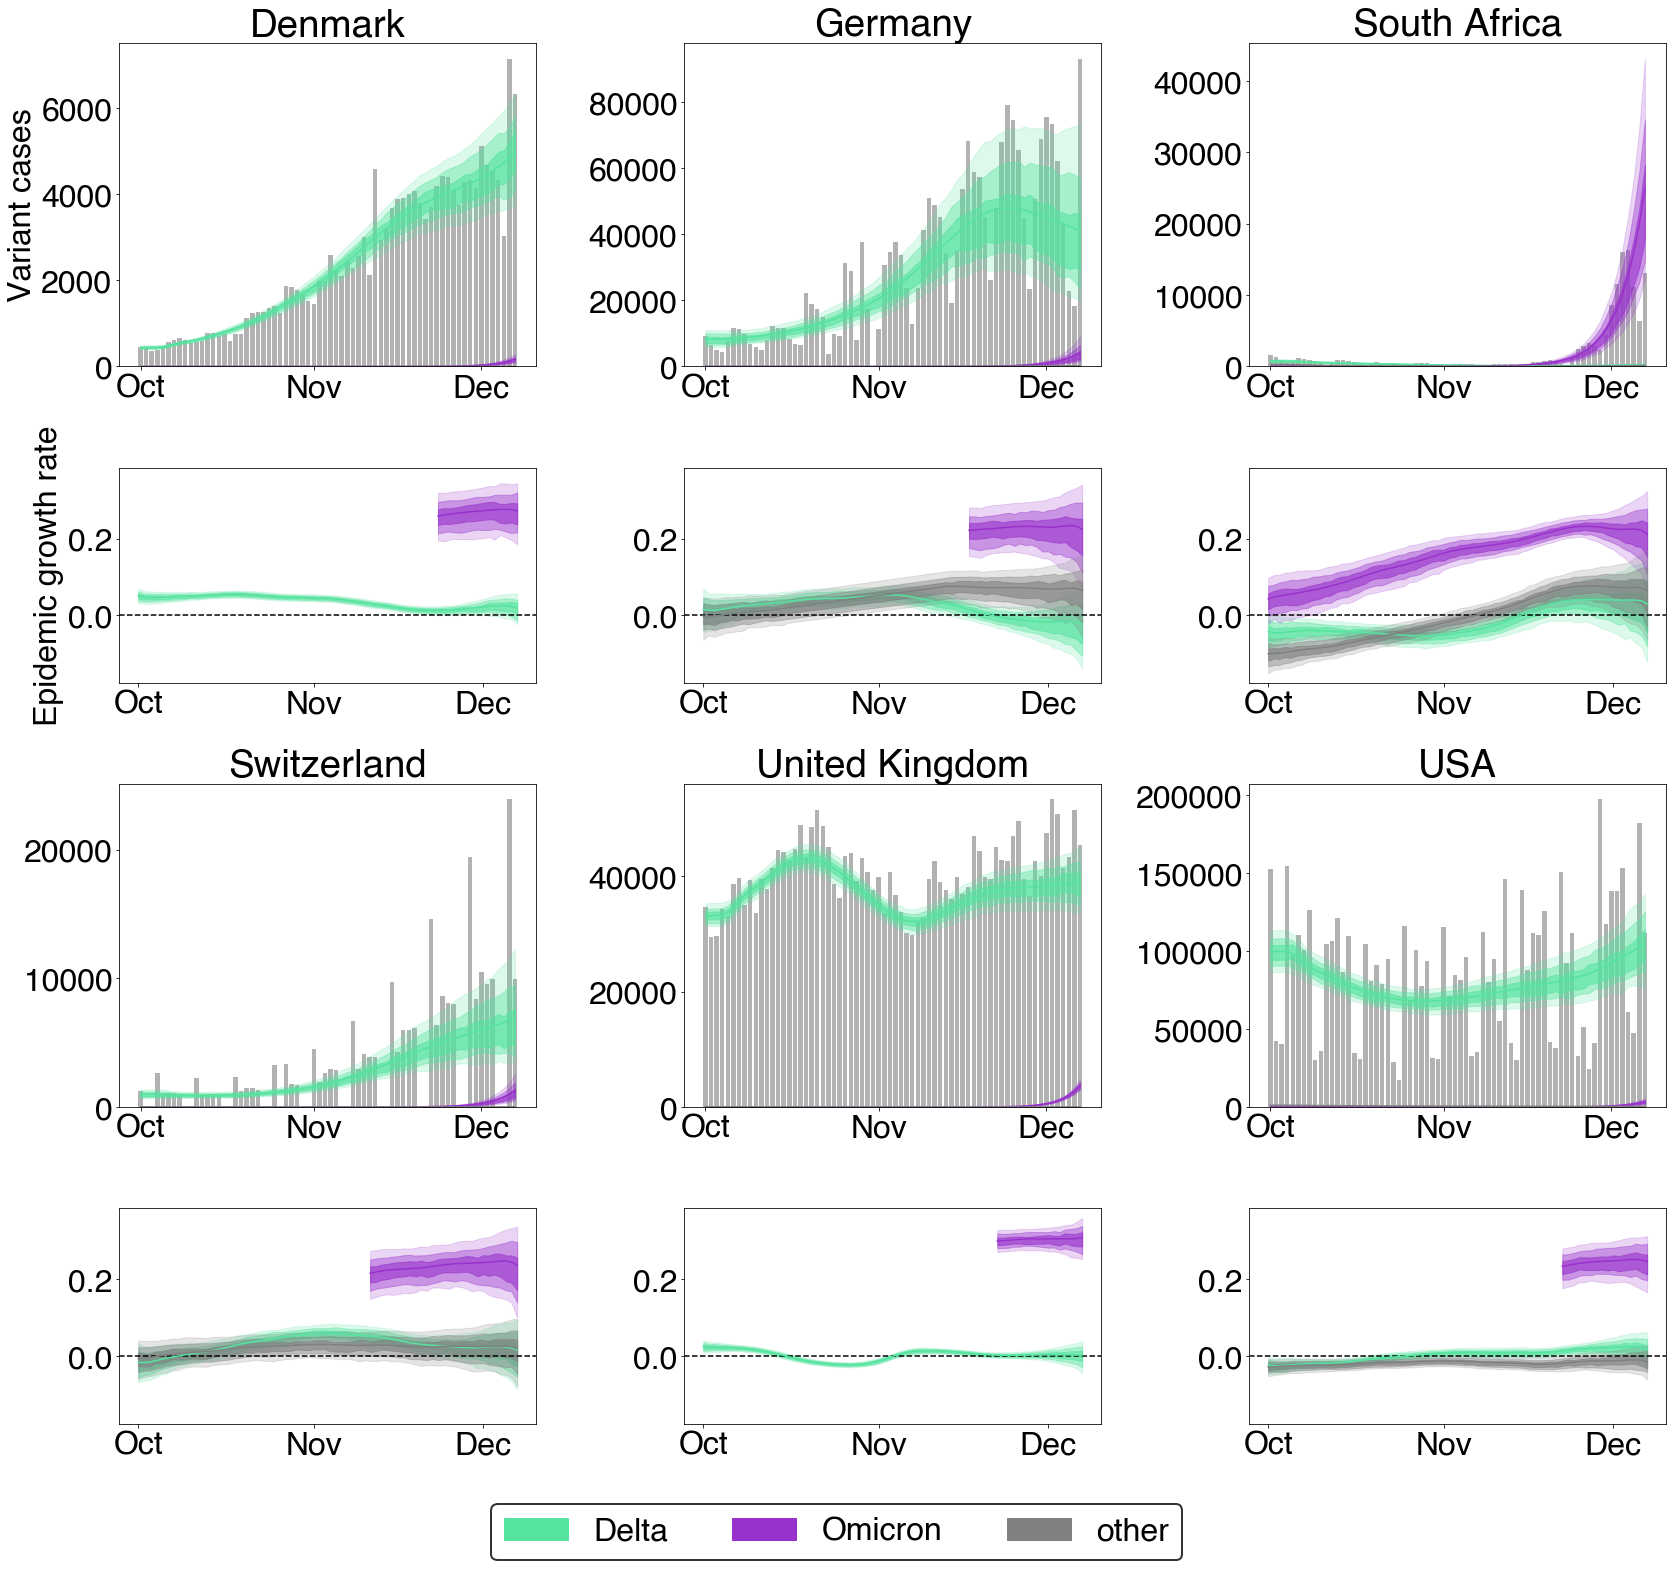 Denmark
Germany
South Africa
Variant cases
6000
4000
2000
0
Oct Nov Dec
80000
60000
40000
20000
0
Oct Nov Dec
40000
30000
20000
10000
0
Oct Nov Dec
Epidemic growth rate
0.2
0.0
Oct Nov Dec
0.2
0.0
Oct Nov Dec
0.2
0.0
Oct Nov Dec
Switzerland
United Kingdom
USA
20000
10000
0
Oct Nov Dec
40000
20000
0
Oct Nov Dec
200000
150000
100000
50000
0
Oct Nov Dec
0.2
0.0
Oct Nov Dec
0.2
0.0
Oct Nov Dec
0.2
0.0
Oct Nov Dec
Delta Omicron other